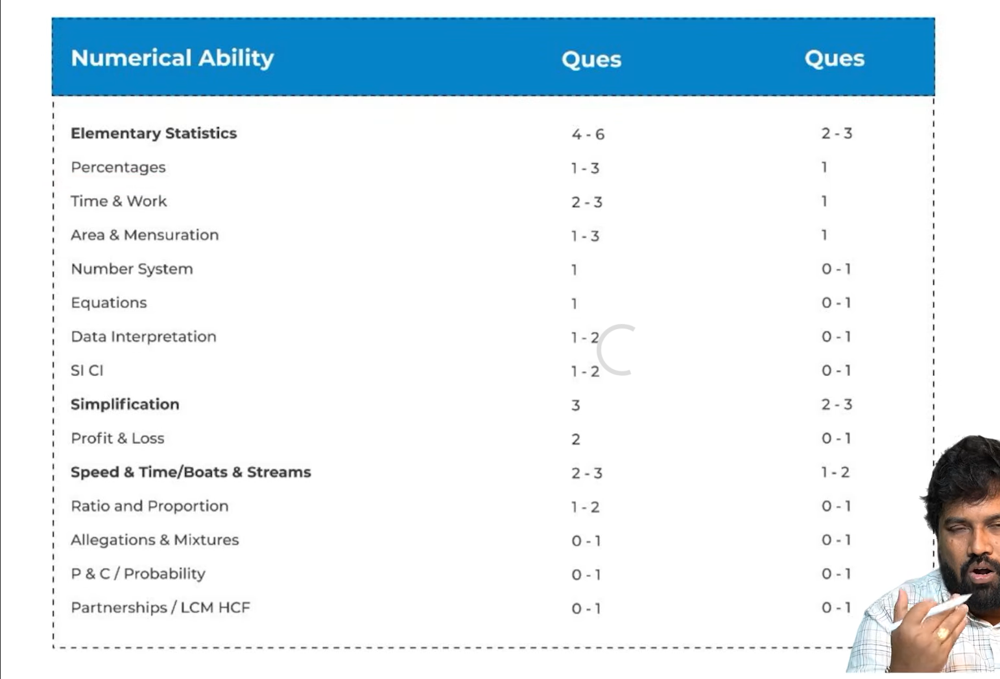 Numerical Ability Ques Ques
Elementary Statistics 4 - 6 2 - 3
Percentages 1 - 3 1
Time & Work 2 - 3 1
Area & Mensuration 1 - 3 1
Number System 1 0 - 1
Equations 1 0 - 1
Data Interpretation 1 - 2 0 - 1
SI CI 1 - 2 0 - 1
Simplification 3 2 - 3
Profit & Loss 2 0 - 1
Speed & Time/Boats & Streams 2 - 3 1 - 2
Ratio and Proportion 1 - 2 0 - 1
Allegations & Mixtures 0 - 1 0 - 1
P & C / Probability 0 - 1 0 - 1
Partnerships / LCM HCF 0 - 1 0 - 1